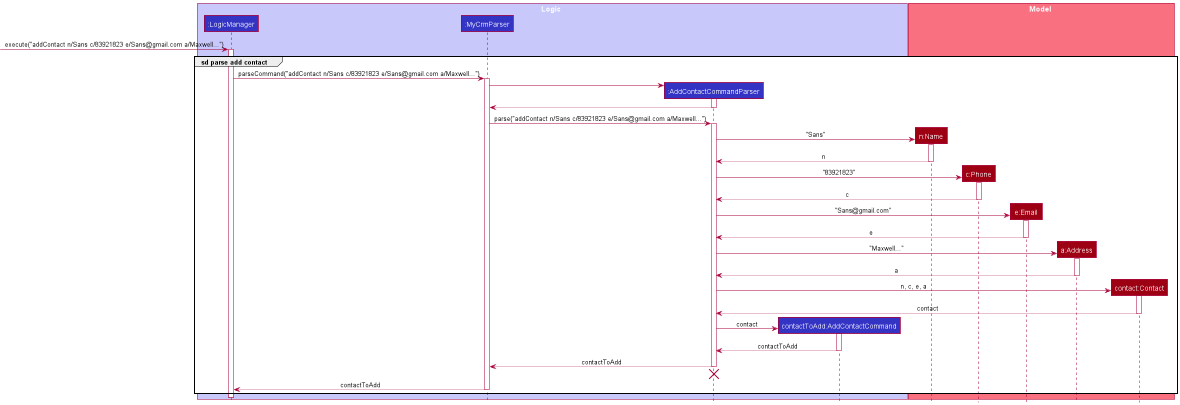 Logic
Model
:LogicManager
:MyCrmParser
execute("addContact n/Sans c/83921823 e/Sans@gmail.com a/Maxwell...")
sd parse add contact
parseCommand("addContact n/Sans c/83921823 e/Sans@gmail.com a/Maxwell...")
:AddContactCommandParser
parse("addContact n/Sans c/83921823 e/Sans@gmail.com a/Maxwell...")
"Sans"
n:Name
n
"83921823"
c:Phone
c
"Sans@gmail.com"
e:Email
e
"Maxwell..."
a:Address
a
n, c, e, a
contact:Contact
contact
contact
contactToAdd:AddContactCommand
contactToAdd
contactToAdd
contactToAdd